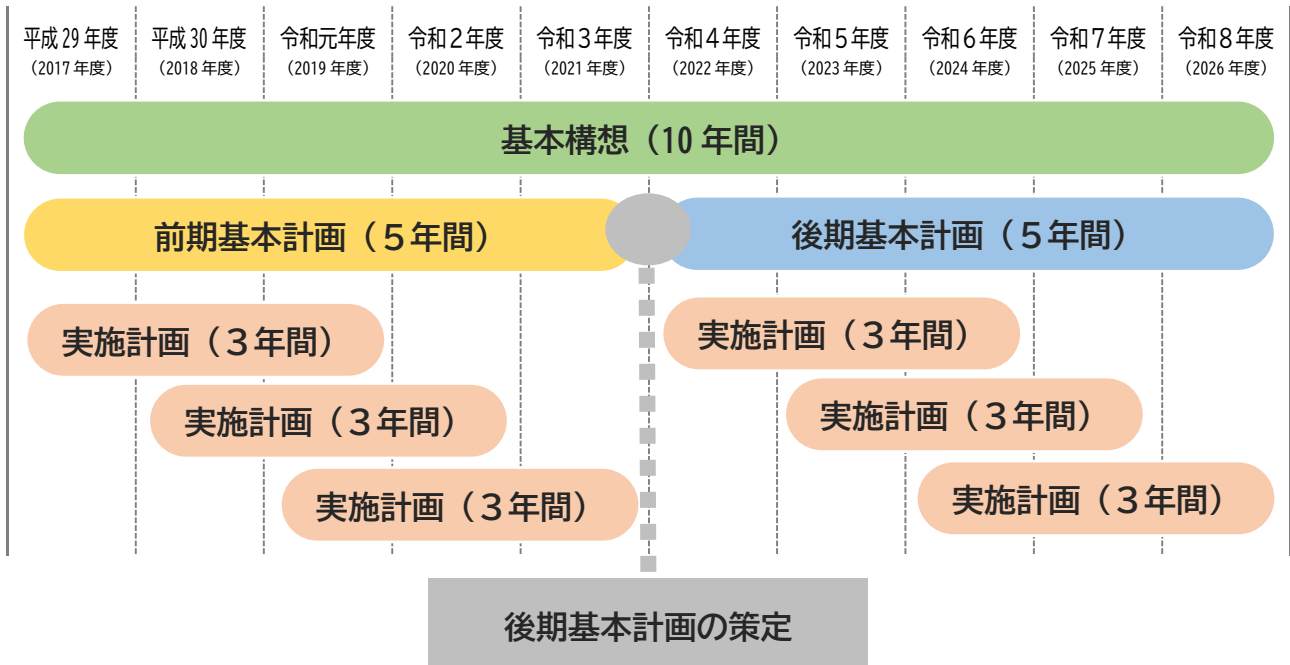 平成29年度 平成30年度 令和元年度 令和２年度 令和３年度 令和４年度 令和５年度 令和６年度 令和７年度 令和８年度
（2017年度） （2018年度） （2019年度） （2020年度） （2021年度） （2022年度） （2023年度） （2024年度） （2025年度） （2026年度）
基本構想（10年間）
前期基本計画（５年間） 後期基本計画（５年間）
実施計画（３年間） 実施計画（３年間）
実施計画（３年間） 実施計画（３年間）
実施計画（３年間） 実施計画（３年間）
後期基本計画の策定